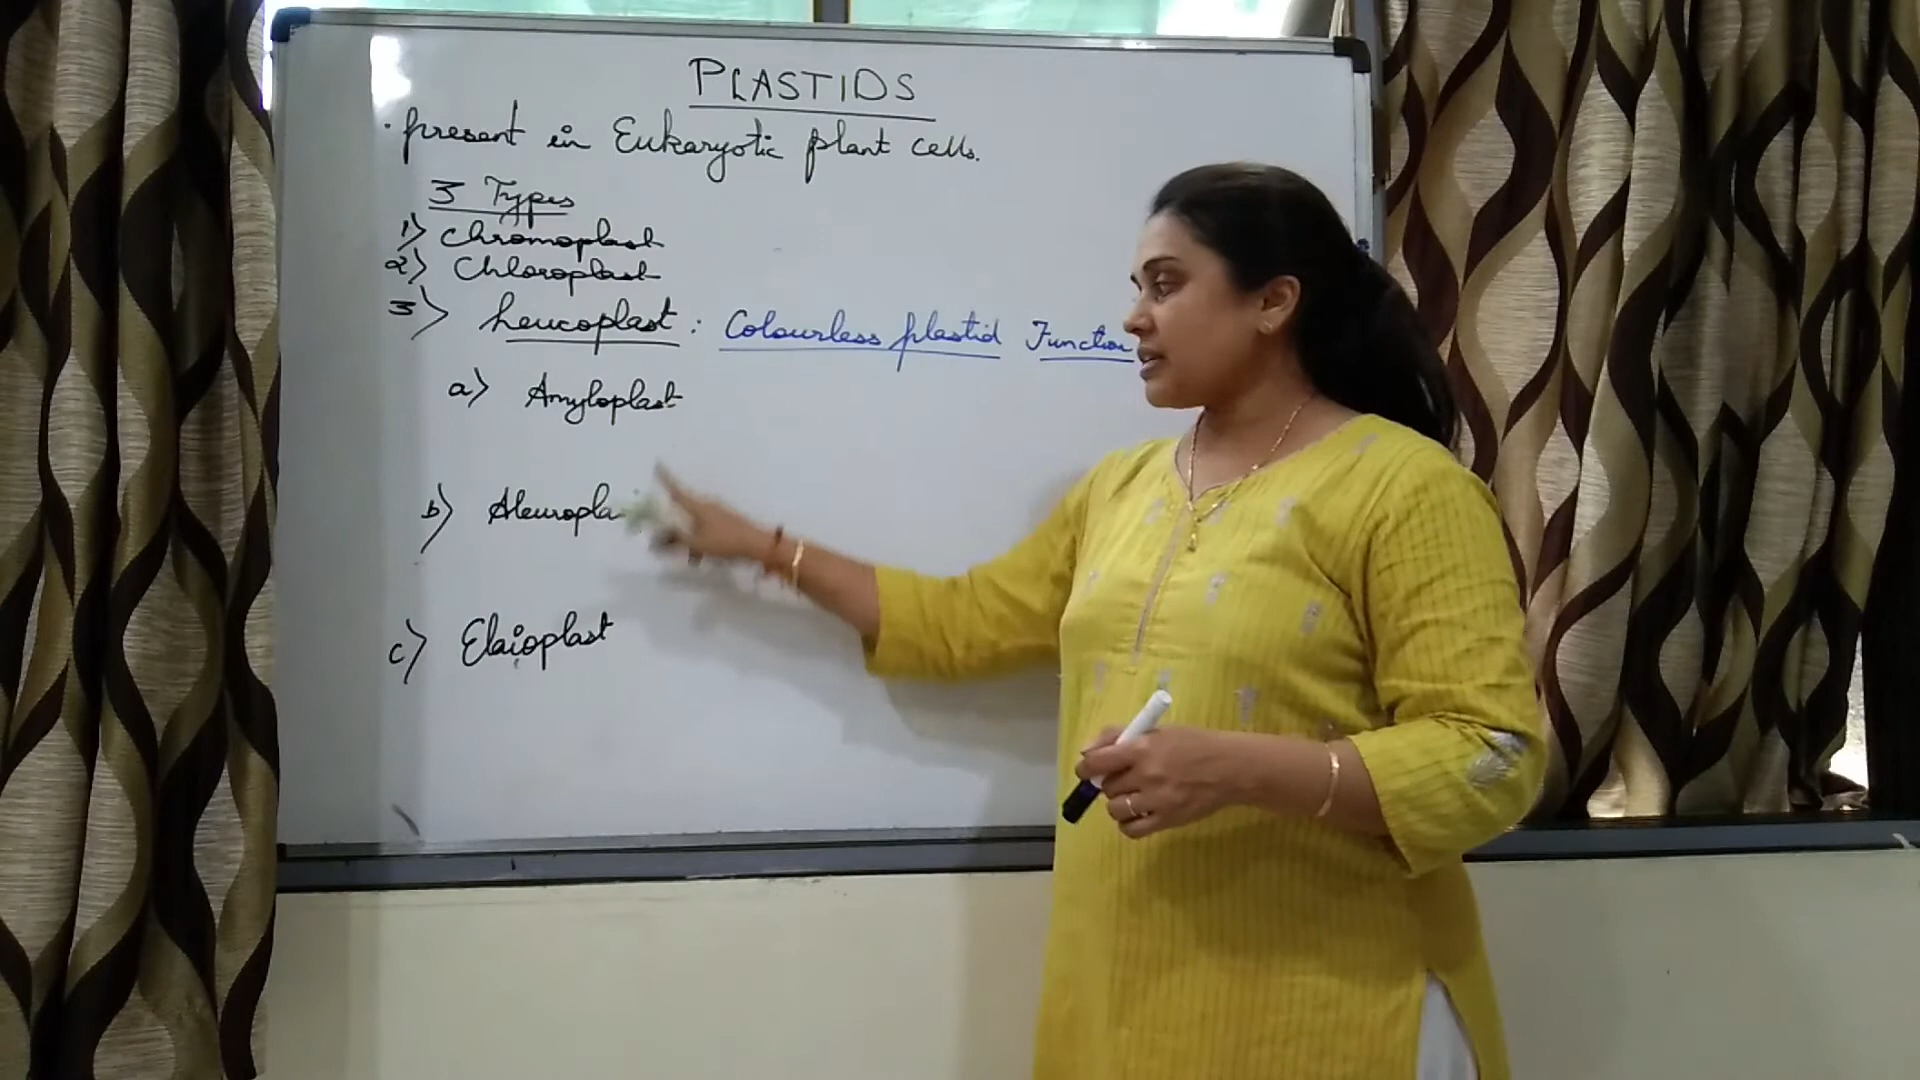 PLASTIDS
· present in Eukaryotic plant cells.
3 Types
1) Chromoplast
2) Chloroplast
3) Leucoplast : Colourless plastid Function
a) Amyloplast
b) Aleuropla
c) Elaioplast